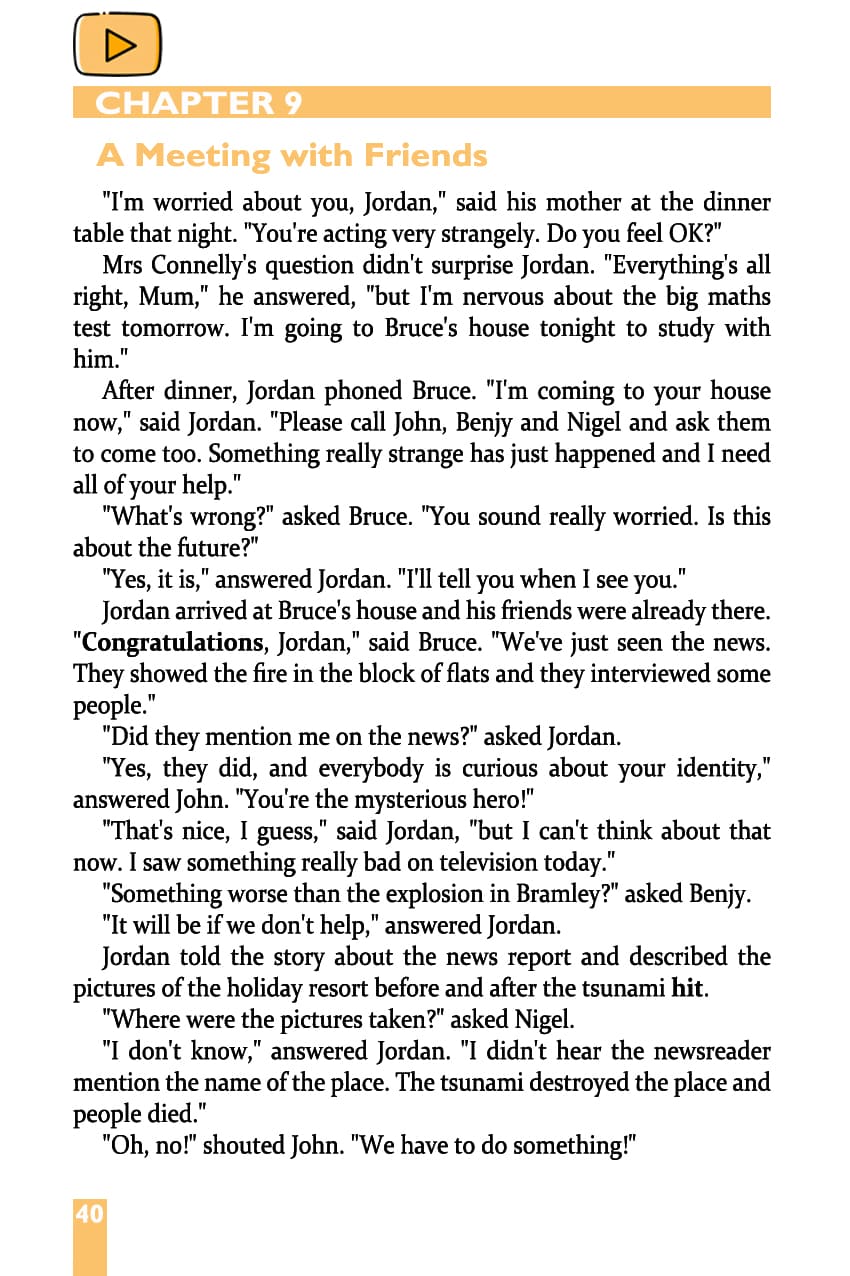 CHAPTER 9
A Meeting with Friends
"I'm worried about you, Jordan," said his mother at the dinner
table that night. "You're acting very strangely. Do you feel OK?"
Mrs Connelly's question didn't surprise Jordan. "Everything's all
right, Mum," he answered, "but I'm nervous about the big maths
test tomorrow. I'm going to Bruce's house tonight to study with
him."
After dinner, Jordan phoned Bruce. "I'm coming to your house
now," said Jordan. "Please call John, Benjy and Nigel and ask them
to come too. Something really strange has just happened and I need
all of your help."
"What's wrong?" asked Bruce. "You sound really worried. Is this
about the future?"
"Yes, it is," answered Jordan. "I'll tell you when I see you."
Jordan arrived at Bruce's house and his friends were already there.
"Congratulations, Jordan," said Bruce. "We've just seen the news.
They showed the fire in the block of flats and they interviewed some
people."
"Did they mention me on the news?" asked Jordan.
"Yes, they did, and everybody is curious about your identity,"
answered John. "You're the mysterious hero!"
"That's nice, I guess," said Jordan, "but I can't think about that
now. I saw something really bad on television today."
"Something worse than the explosion in Bramley?" asked Benjy.
"It will be if we don't help," answered Jordan.
Jordan told the story about the news report and described the
pictures of the holiday resort before and after the tsunami hit.
"Where were the pictures taken?" asked Nigel.
"I don't know," answered Jordan. "I didn't hear the newsreader
mention the name of the place. The tsunami destroyed the place and
people died."
"Oh, no!" shouted John. "We have to do something!"
40